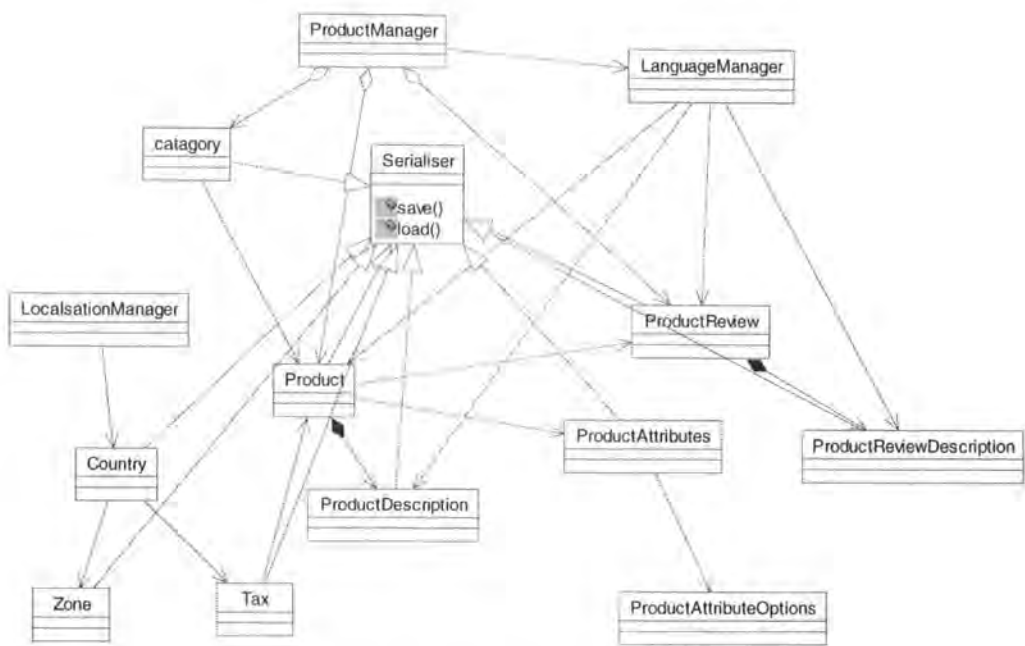 ProductManager
LanguageManager
catagory
Serialiser
save()
load()
LocalsationManager
ProductReview
Product
ProductAttributes
ProductReviewDescription
Country
ProductDescription
Zone
Tax
ProductAttributeOptions